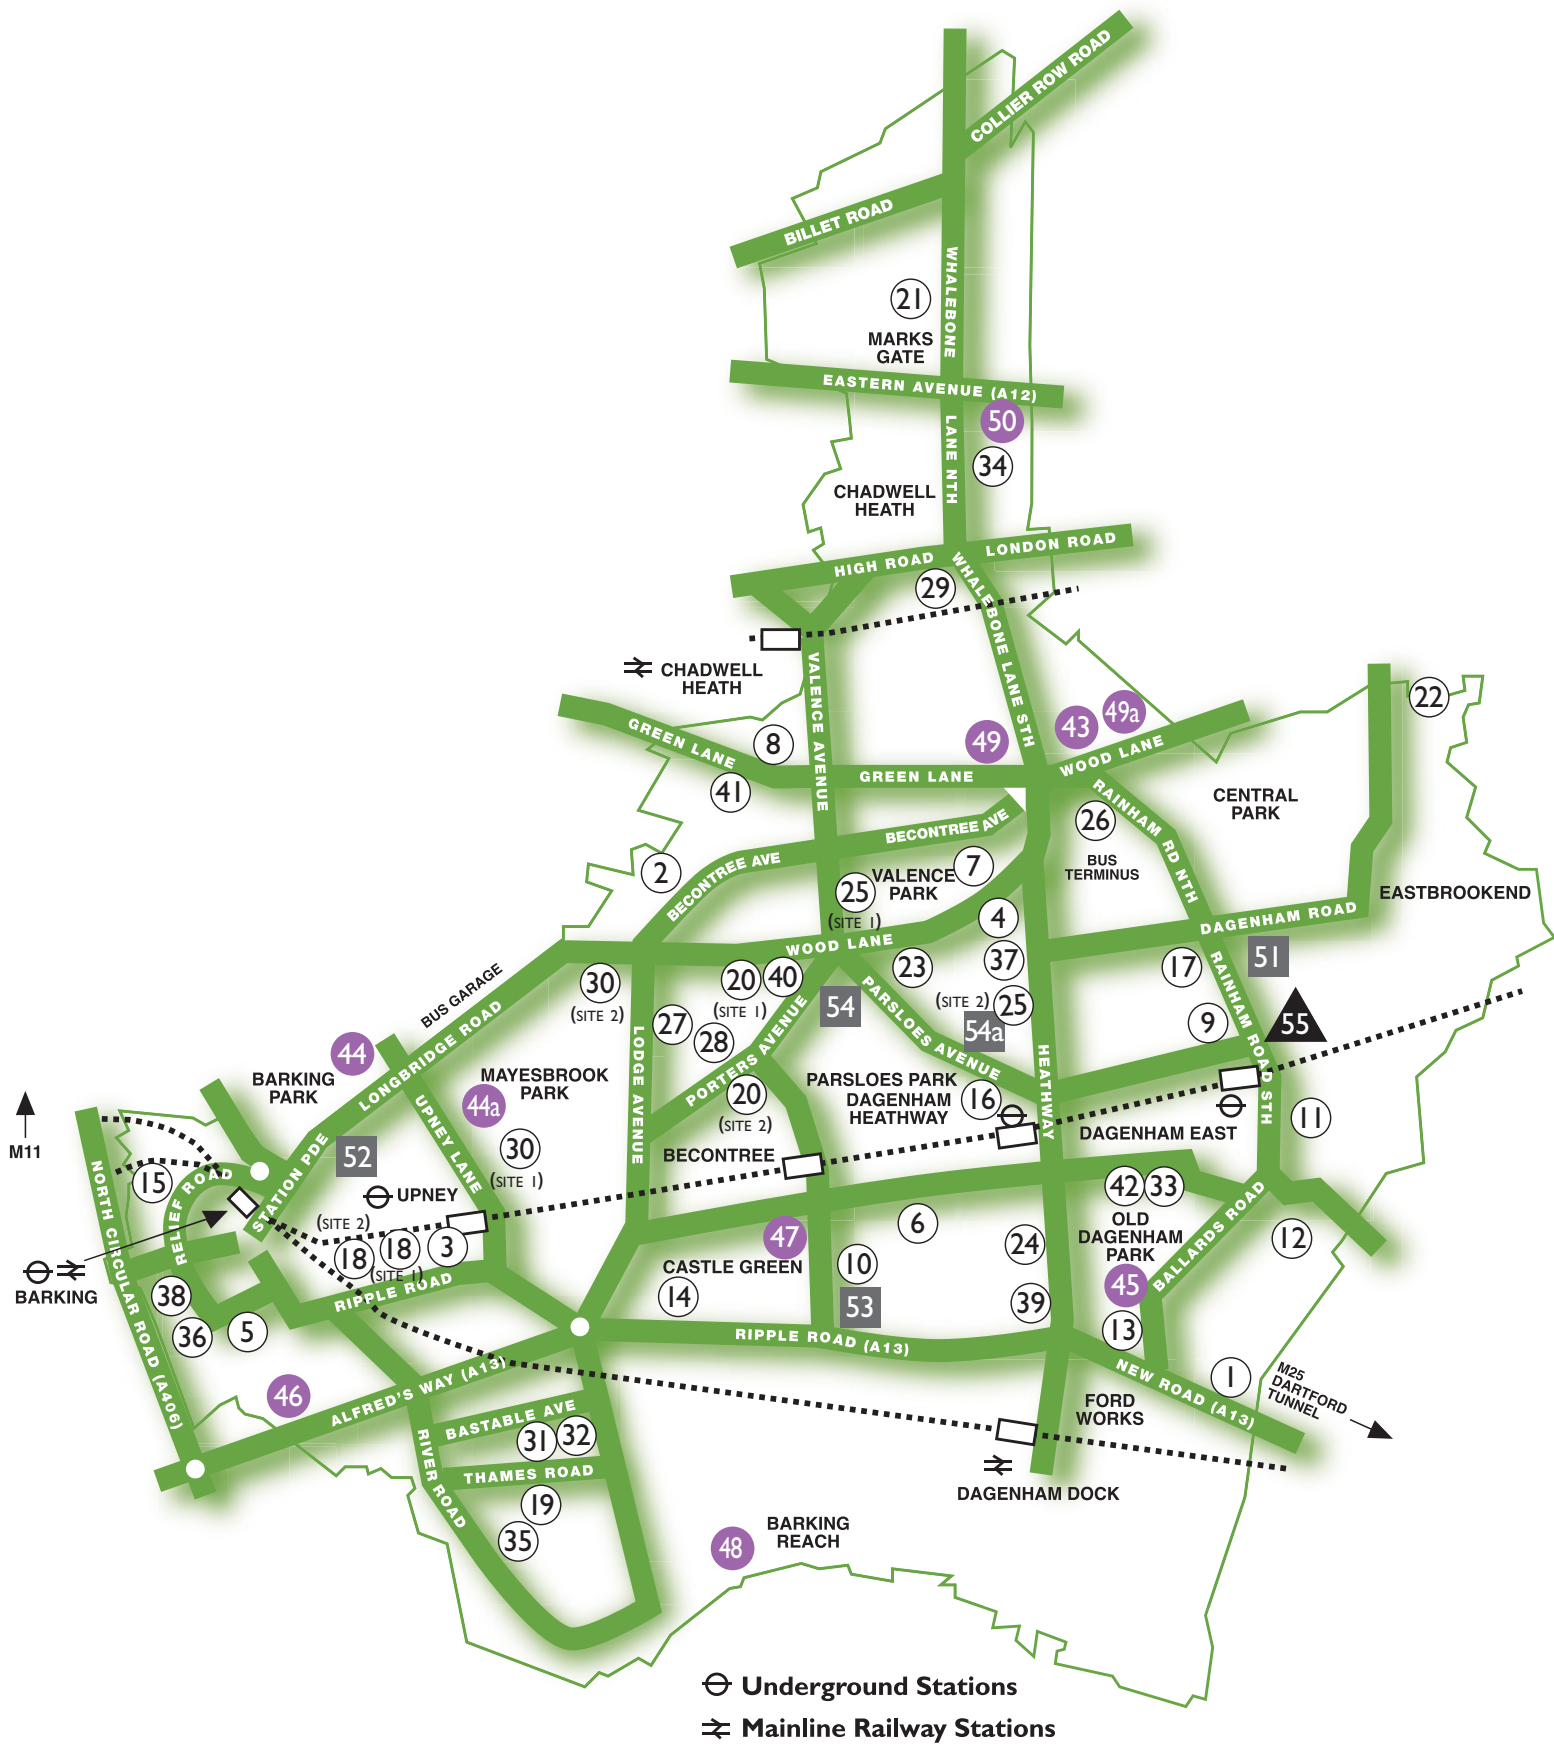 COLLIER ROW ROAD
BILLET ROAD
WHALEBONE
21
MARKS
GATE
EASTERN AVENUE (A12)
50
LANE NTH
34
CHADWELL
HEATH
HIGH ROAD
LONDON ROAD
29
WHALEBONE LANE STH
CHADWELL
HEATH
VALENCE AVENUE
22
GREEN LANE
8
49
43
49a
WOOD LANE
GREEN LANE
41
RAINHAM RD NTH
CENTRAL
PARK
26
BECONTREE AVE
BECONTREE AVE
BUS
TERMINUS
2
7
VALENCE
PARK
25
(SITE 1)
EASTBROOKEND
DAGENHAM ROAD
4
WOOD LANE
37
23
17
51
30
(SITE 2)
20
(SITE 1)
40
BUS GARAGE
LONGBRIDGE ROAD
PARSLOES AVENUE
54
(SITE 2)
25
54a
RAINHAM ROAD STH
9
55
27
28
LODGE AVENUE
PORTERS AVENUE
HEATHWAY
44
BARKING
PARK
MAYESBROOK
PARK
44a
UPNEY LANE
20
(SITE 2)
PARSLOES PARK
DAGENHAM
HEATHWAY
16
11
DAGENHAM EAST
M11
52
STATION PDE
30
(SITE 1)
BECONTREE
NORTH CIRCULAR ROAD (A406)
15
RELIEF ROAD
UPNEY
(SITE 2)
18
18
(SITE 1)
3
42
33
OLD
DAGENHAM
PARK
BALLARDS ROAD
12
47
6
24
CASTLE GREEN
10
BARKING
RIPPLE ROAD
38
36
5
14
53
39
45
13
RIPPLE ROAD (A13)
NEW ROAD (A13)
1
M25
DARTFORD
TUNNEL
46
ALFRED'S WAY (A13)
FORD
WORKS
BASTABLE AVE
31
32
RIVER ROAD
THAMES ROAD
19
35
DAGENHAM DOCK
48
BARKING
REACH
Underground Stations
Mainline Railway Stations